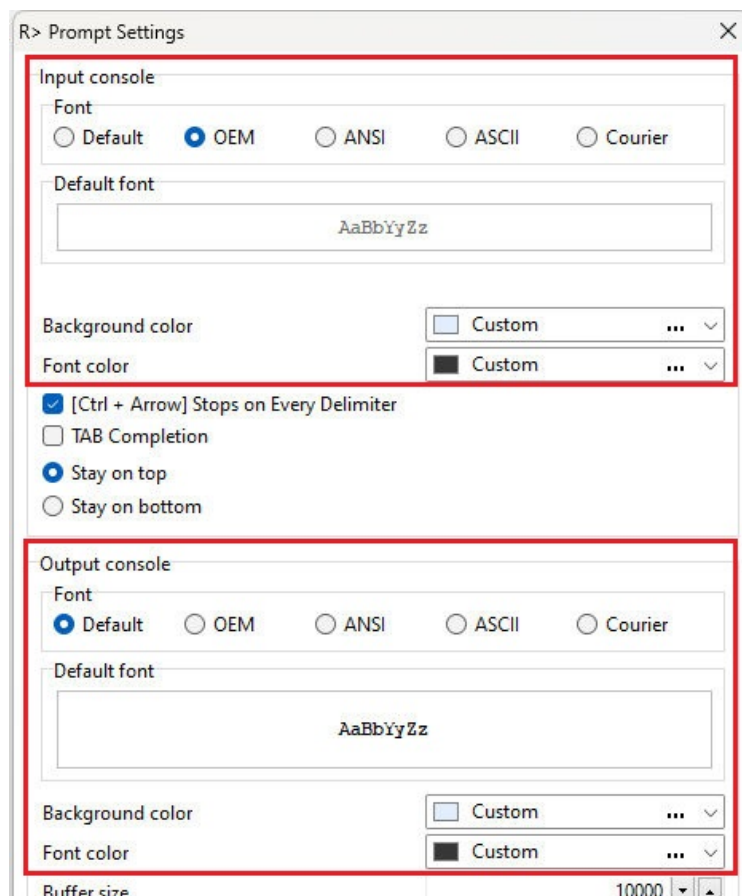 R> Prompt Settings
Input console
Font
Default OEM ANSI ASCII Courier
Default font
AaBbYyZz
Background color Custom ...
Font color Custom ...
[Ctrl + Arrow] Stops on Every Delimiter
TAB Completion
Stay on top
Stay on bottom
Output console
Font
Default OEM ANSI ASCII Courier
Default font
AaBbYyZz
Background color Custom ...
Font color Custom ...
Buffer size 10000